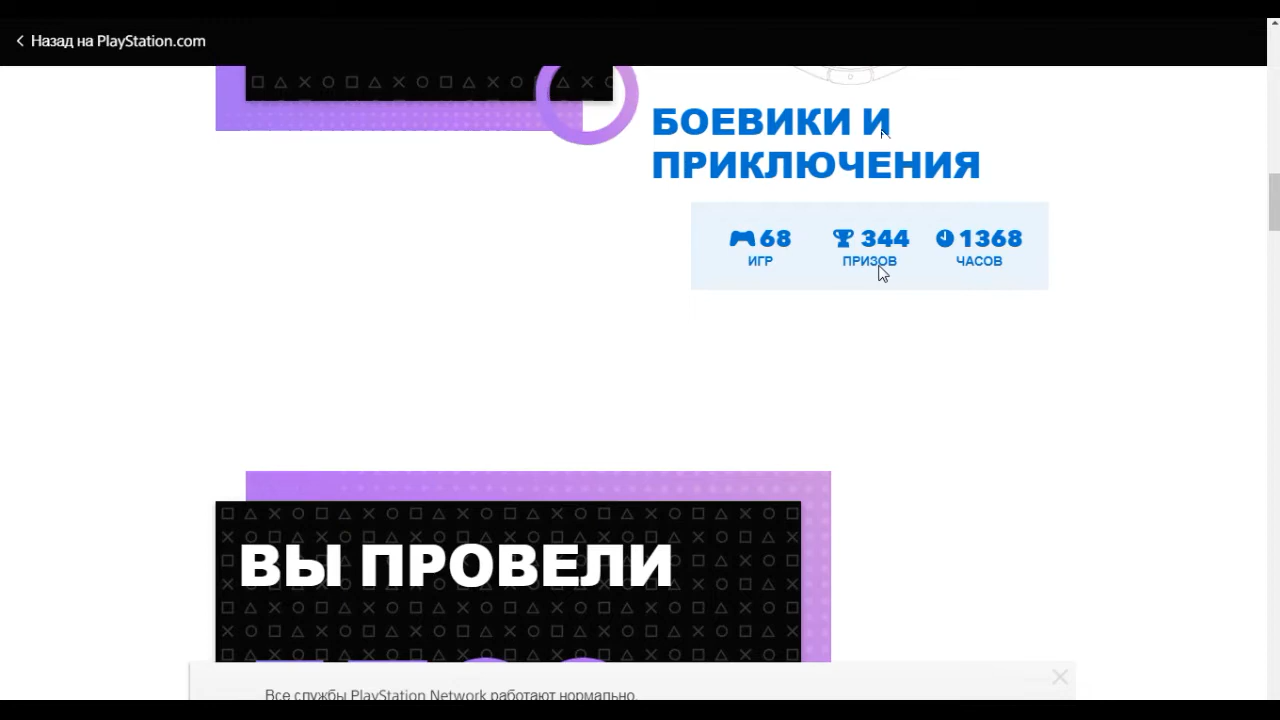 Назад на PlayStation.com
БОЕВИКИ И
ПРИКЛЮЧЕНИЯ
68 344 1368
ИГР ПРИЗОВ ЧАСОВ
ВЫ ПРОВЕЛИ
Все службы PlayStation Network работают нормально.